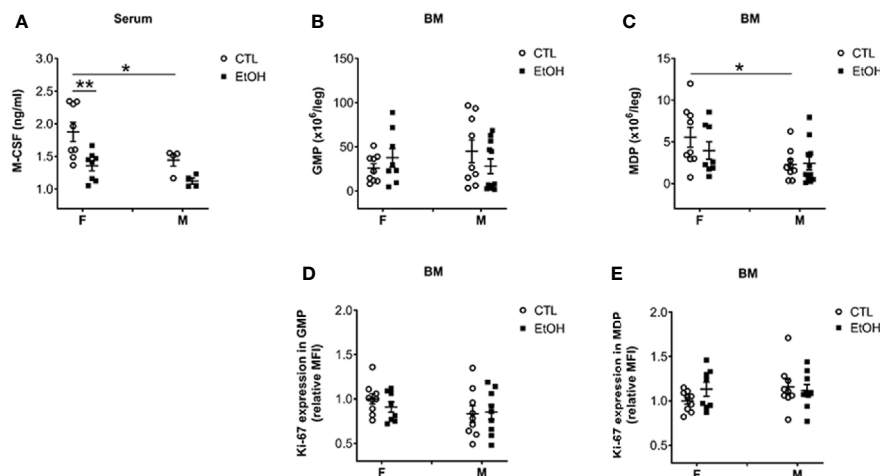 A
Serum
M-CSF (ng/ml)
3.0
2.5
2.0
1.5
1.0
**
*
CTL
EtOH
F
M
B
BM
GMP (x10⁶/leg)
150
100
50
0
CTL
EtOH
F
M
C
BM
MDP (x10⁶/leg)
15
10
5
0
*
CTL
EtOH
F
M
D
BM
Ki-67 expression in GMP
(relative MFI)
2.0
1.5
1.0
0.5
CTL
EtOH
F
M
E
BM
Ki-67 expression in MDP
(relative MFI)
2.0
1.5
1.0
0.5
CTL
EtOH
F
M